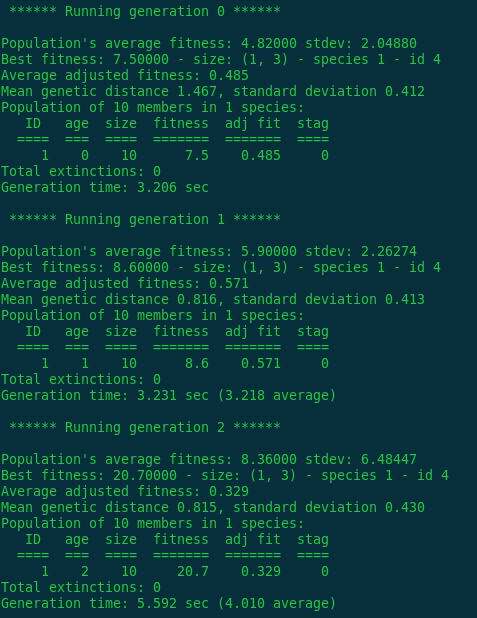 ****** Running generation 0 ******
Population's average fitness: 4.82000 stdev: 2.04880
Best fitness: 7.50000 - size: (1, 3) - species 1 - id 4
Average adjusted fitness: 0.485
Mean genetic distance 1.467, standard deviation 0.412
Population of 10 members in 1 species:
   ID   age  size  fitness  adj fit  stag
  ====  ===  ====  =======  =======  ====
     1    0    10      7.5    0.485     0
Total extinctions: 0
Generation time: 3.206 sec
****** Running generation 1 ******
Population's average fitness: 5.90000 stdev: 2.26274
Best fitness: 8.60000 - size: (1, 3) - species 1 - id 4
Average adjusted fitness: 0.571
Mean genetic distance 0.816, standard deviation 0.413
Population of 10 members in 1 species:
   ID   age  size  fitness  adj fit  stag
  ====  ===  ====  =======  =======  ====
     1    1    10      8.6    0.571     0
Total extinctions: 0
Generation time: 3.231 sec (3.218 average)
****** Running generation 2 ******
Population's average fitness: 8.36000 stdev: 6.48447
Best fitness: 20.70000 - size: (1, 3) - species 1 - id 4
Average adjusted fitness: 0.329
Mean genetic distance 0.815, standard deviation 0.430
Population of 10 members in 1 species:
   ID   age  size  fitness  adj fit  stag
  ====  ===  ====  =======  =======  ====
     1    2    10     20.7    0.329     0
Total extinctions: 0
Generation time: 5.592 sec (4.010 average)